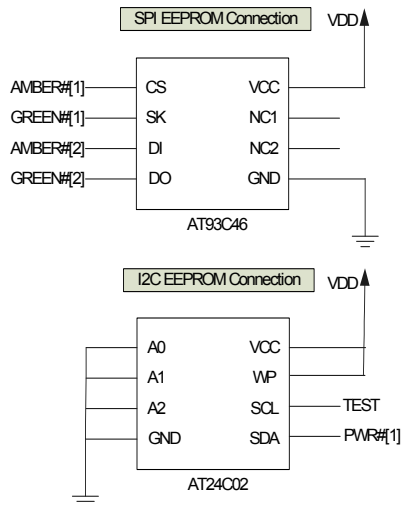 SPI EEPROM Connection
VDD
AMBER#[1]
CS
VCC
GREEN#[1]
SK
NC1
AMBER#[2]
DI
NC2
GREEN#[2]
DO
GND
AT93C46
I2C EEPROM Connection
VDD
A0
VCC
A1
WP
A2
SCL
TEST
GND
SDA
PWR#[1]
AT24C02